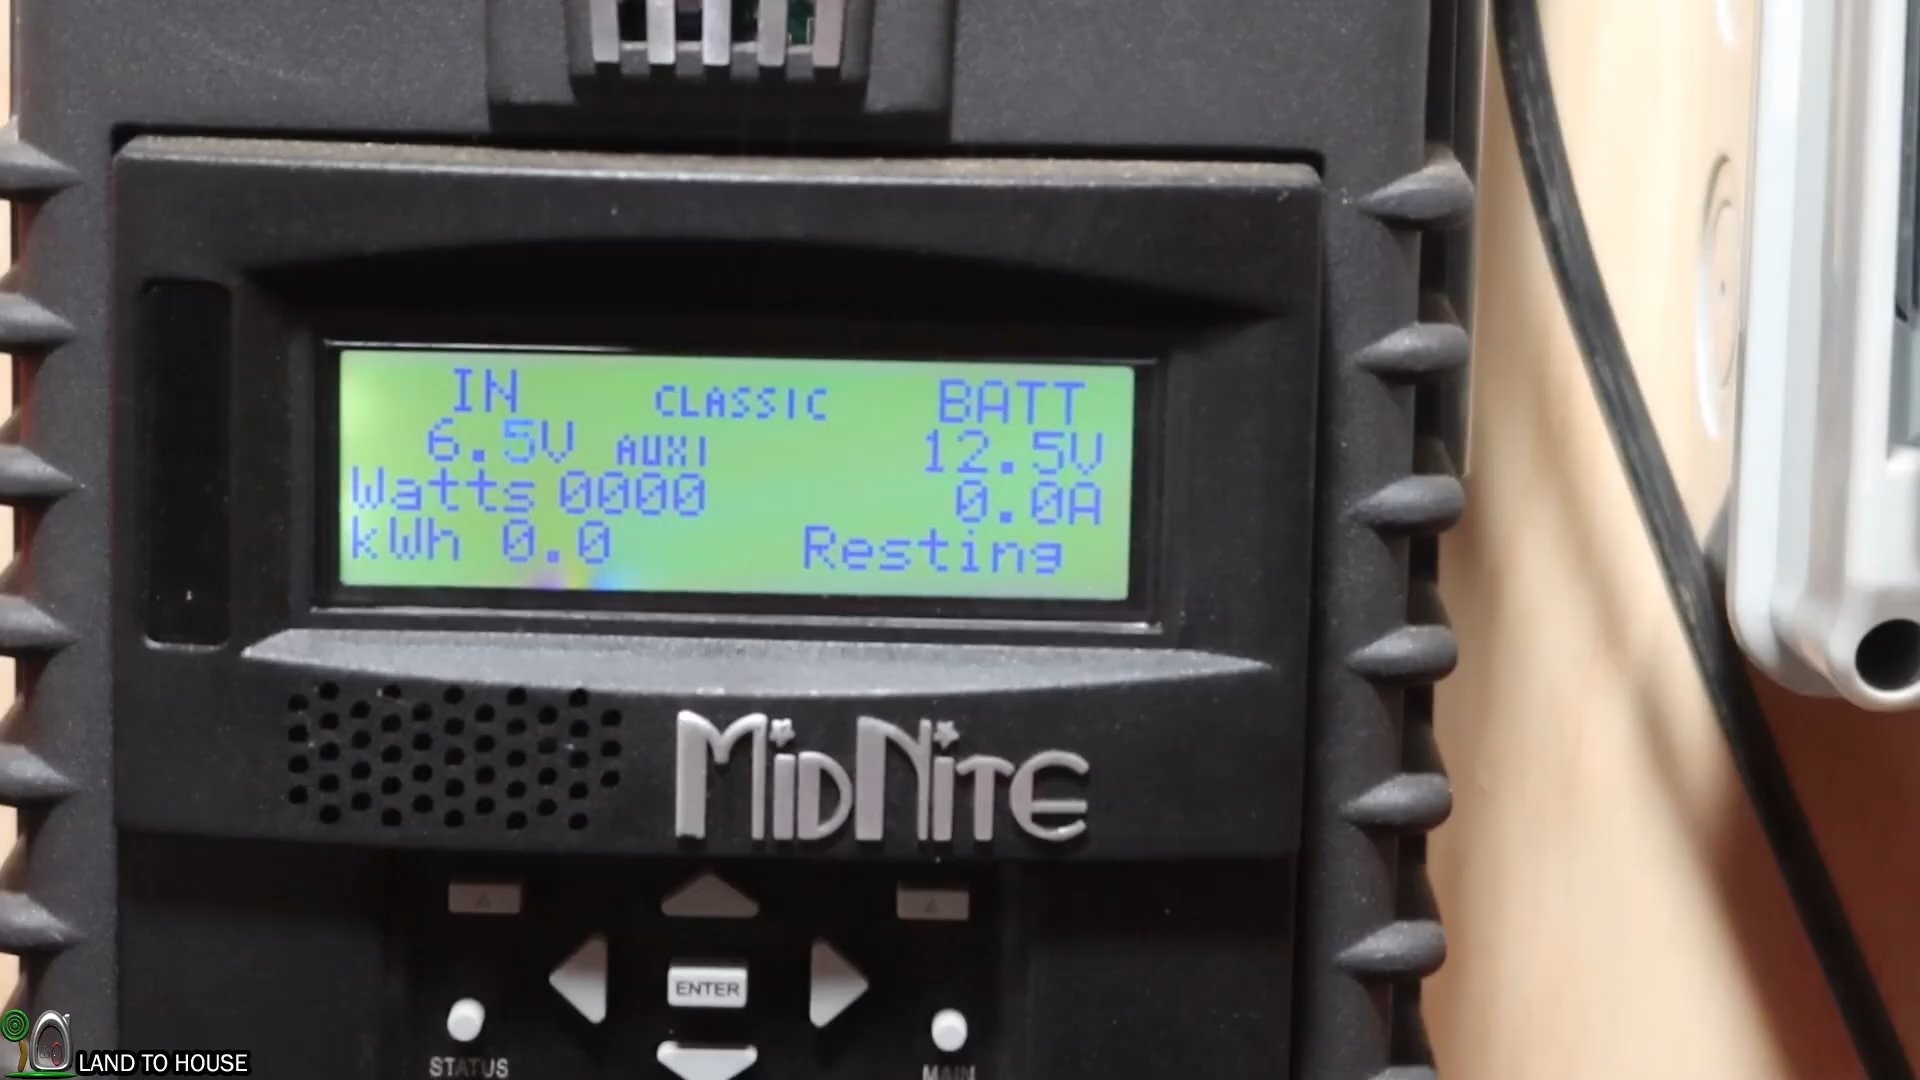 IN CLASSIC BATT
6.5V AUX1 12.5V
Watts 0000 0.0A
kWh 0.0 Resting
MIDNITE
ENTER
STATUS MAIN
LAND TO HOUSE